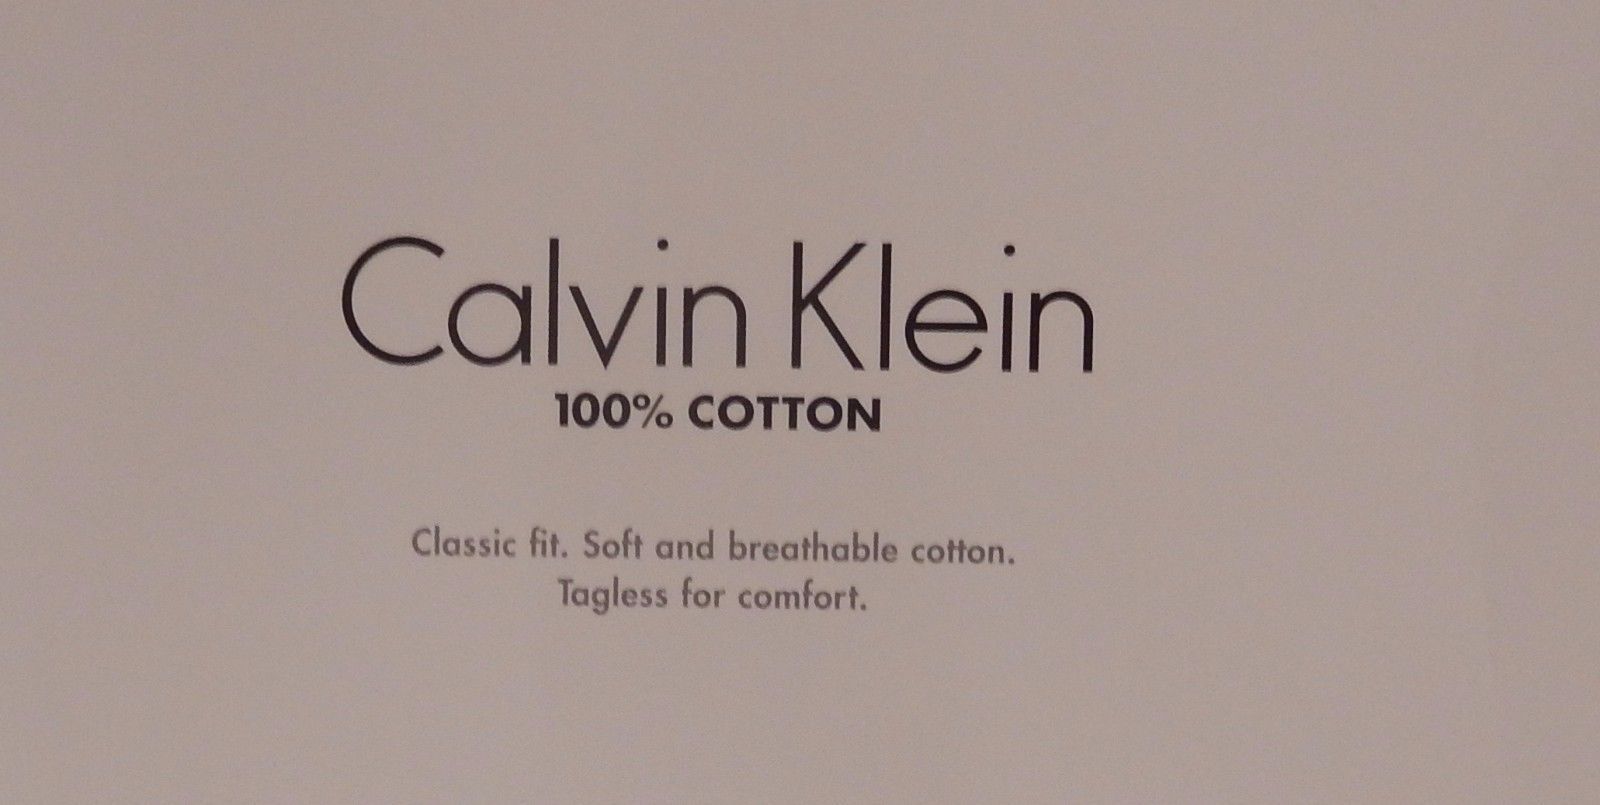 Calvin Klein
100% COTTON
Classic fit. Soft and breathable cotton.
Tagless for comfort.